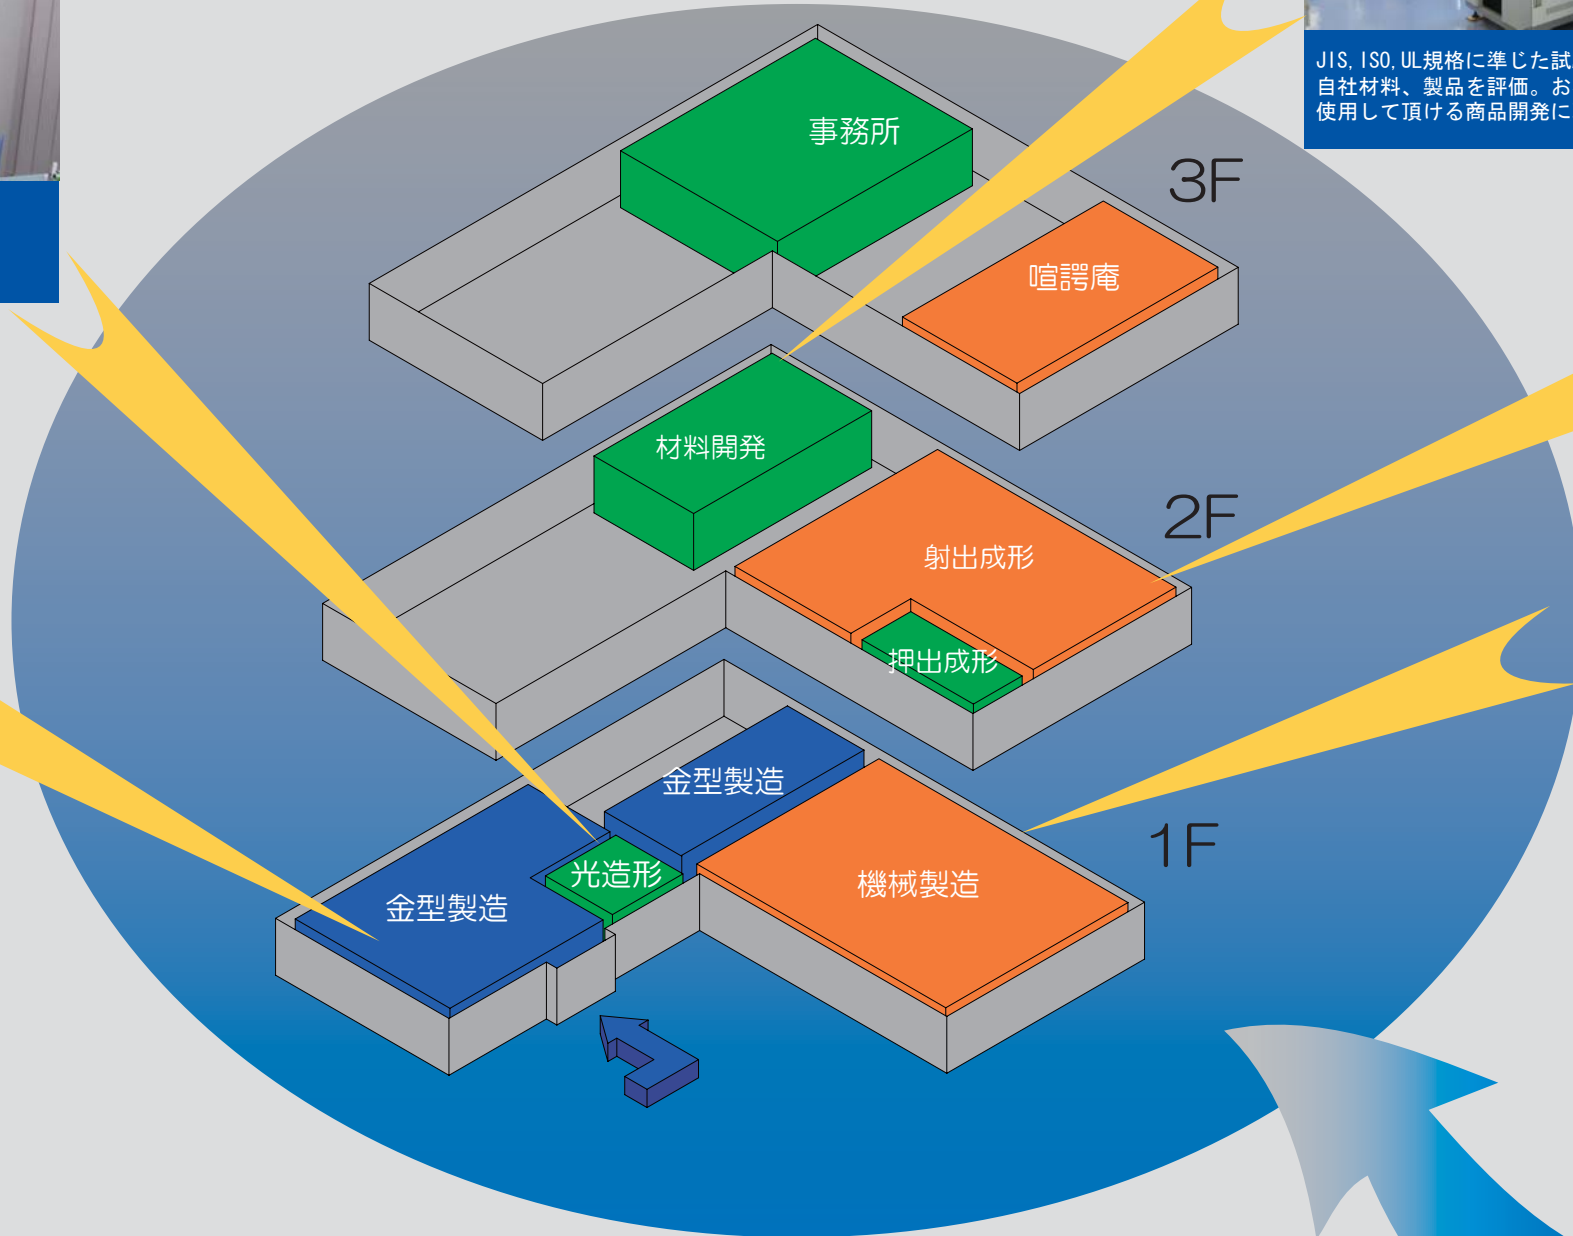 JIS,ISO,UL規格に準じた試
自社材料、製品を評価。お
使用して頂ける商品開発に
事務所
3F
喧諤庵
材料開発
2F
射出成形
押出成形
金型製造
1F
光造形
機械製造
金型製造